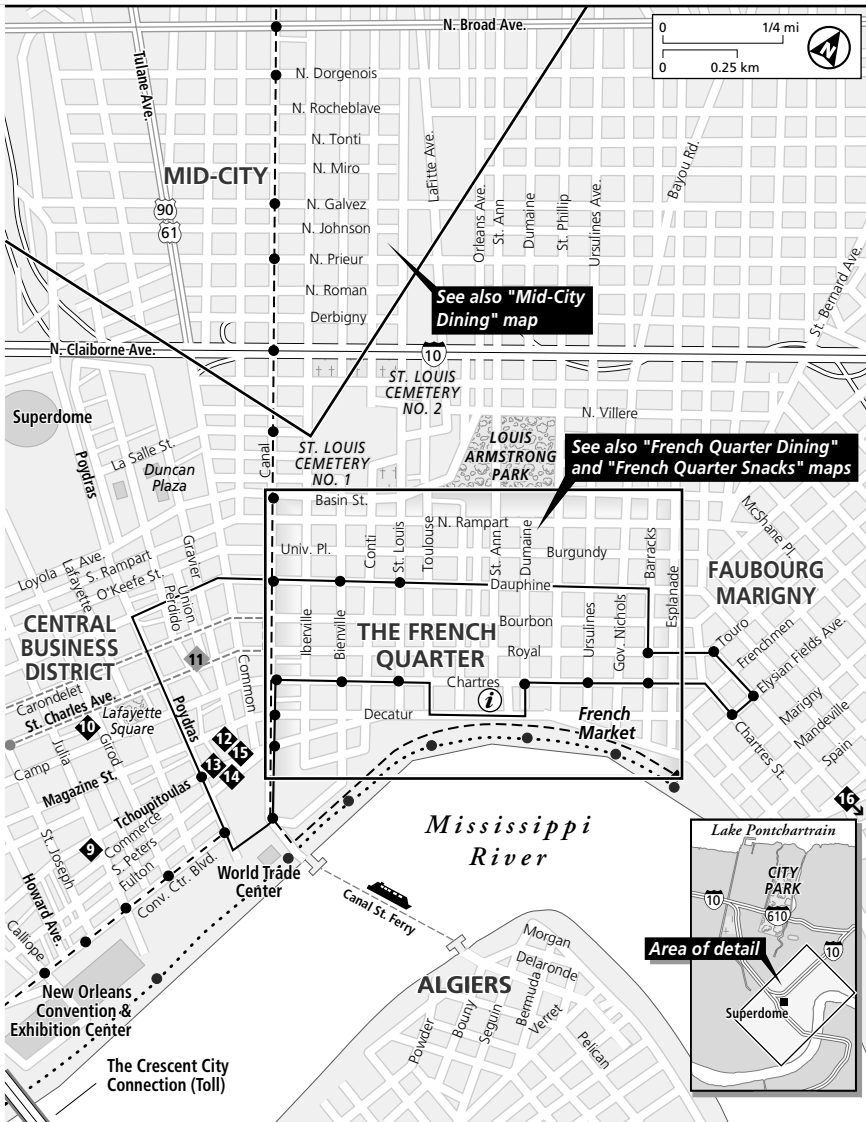 N. Broad Ave.
0 1/4 mi
0 0.25 km
N
Tulane Ave.
N. Dorgenois
N. Rocheblave
N. Tonti
N. Miro
MID-CITY
LaFitte Ave.
Bayou Rd.
90
61
N. Galvez
N. Johnson
N. Prieur
N. Roman
Derbigny
Orleans Ave.
St. Ann
Dumaine
St. Phillip
Ursulines Ave.
St. Bernard Ave.
See also "Mid-City
Dining" map
N. Claiborne Ave.
10
ST. LOUIS
CEMETERY
NO. 2
Superdome
N. Villere
Poydras
La Salle St.
Duncan
Plaza
Canal
ST. LOUIS
CEMETERY
NO. 1
LOUIS
ARMSTRONG
PARK
See also "French Quarter Dining"
and "French Quarter Snacks" maps
Basin St.
N. Rampart
McShane Pl.
Loyola Ave.
Lafayette
S. Rampart
O'Keefe St.
Gravier
Union
Perdido
Univ. Pl.
Conti
St. Louis
Toulouse
St. Ann
Dumaine
Burgundy
Barracks
Esplanade
Dauphine
FAUBOURG
MARIGNY
CENTRAL
BUSINESS
DISTRICT
11
Common
Iberville
Bienville
THE FRENCH
QUARTER
Bourbon
Royal
Ursulines
Gov. Nichols
Touro
Frenchmen
Elysian Fields Ave.
Carondelet
St. Charles Ave.
Poydras
Chartres
i
Decatur
French
Market
Marigny
Mandeville
Spain
Chartres St.
10
Lafayette
Square
12
15
13
14
Camp
Julia
Girod
Magazine St.
Tchoupitoulas
16
9
St. Joseph
Commerce
S. Peters
Fulton
Conv. Ctr. Blvd.
Howard Ave.
Calliope
World Trade
Center
Mississippi
River
Canal St. Ferry
Lake Pontchartrain
CITY
PARK
10
610
10
Area of detail
Superdome
ALGIERS
Morgan
Delaronde
Bermuda
Verret
Powder
Bouny
Seguin
Pelican
New Orleans
Convention &
Exhibition Center
The Crescent City
Connection (Toll)